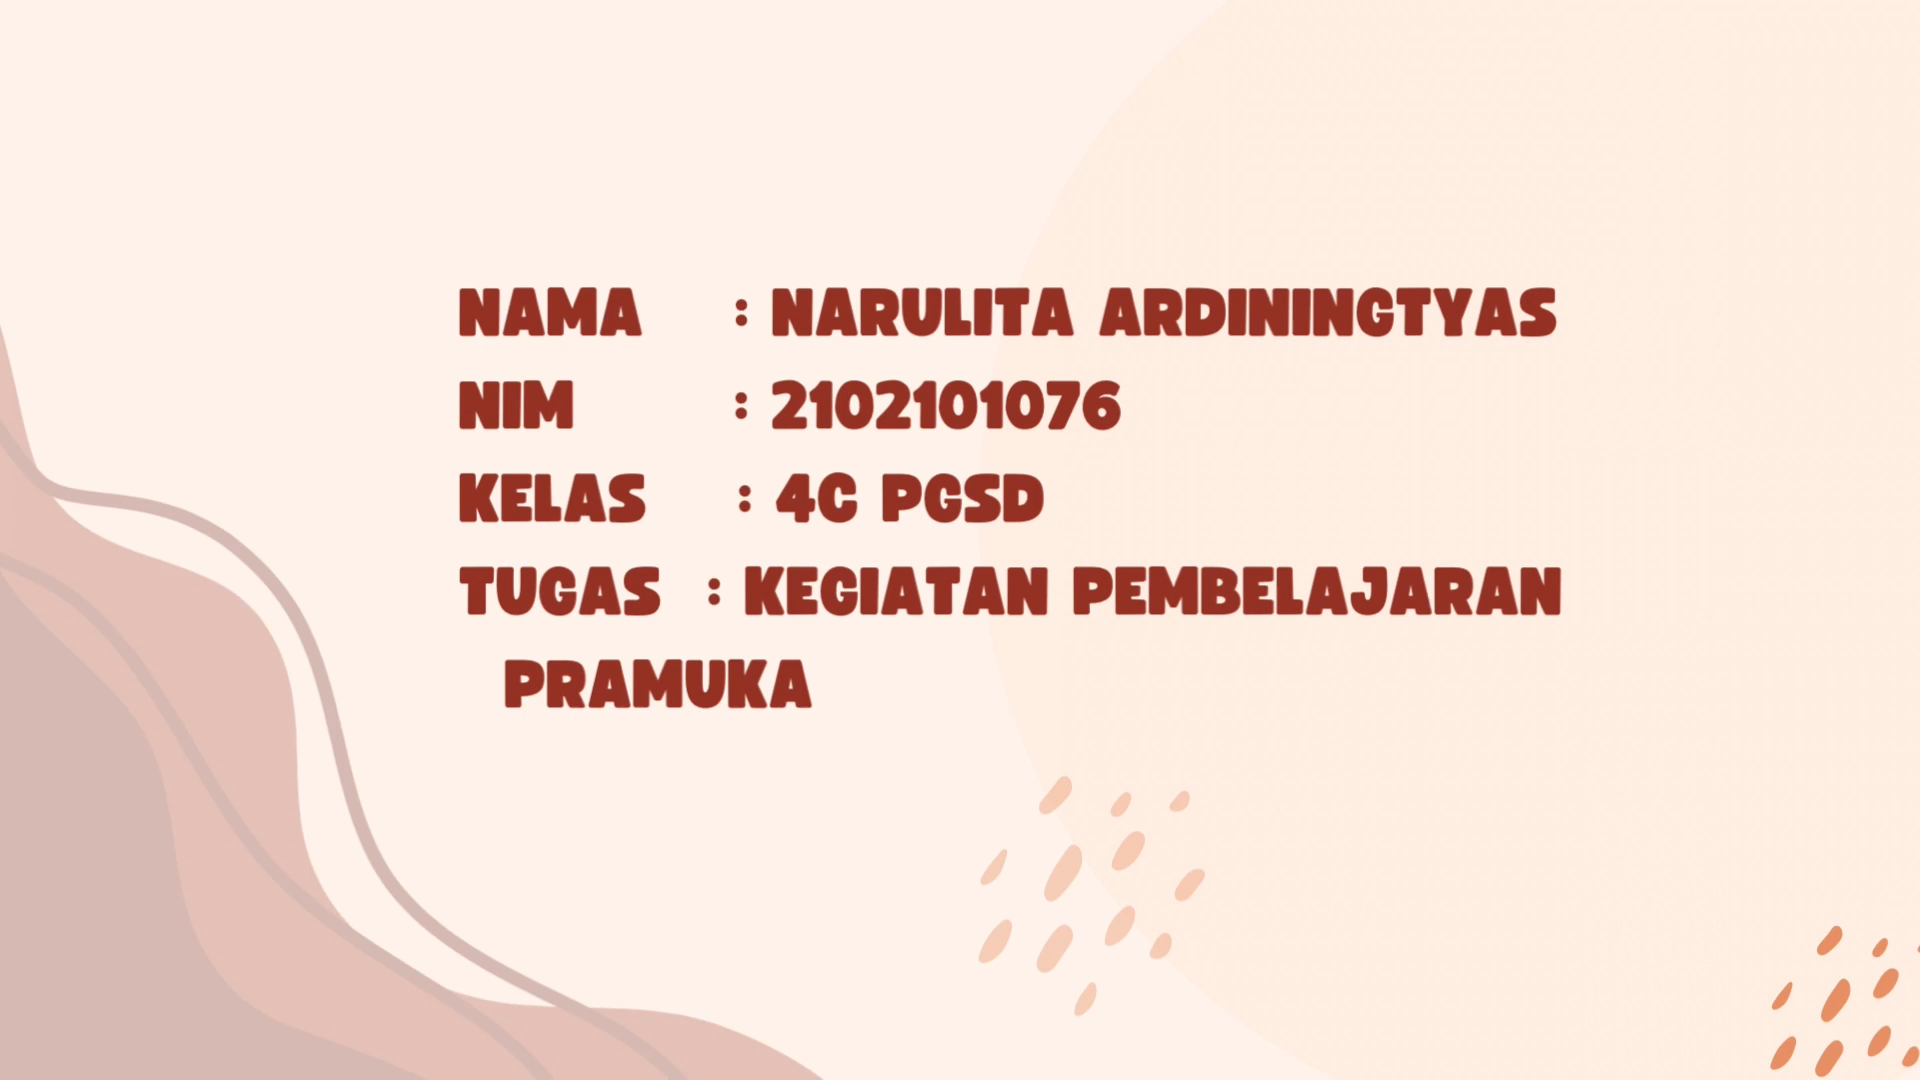 NAMA : NARULITA ARDININGTYAS
NIM : 2102101076
KELAS : 4C PGSD
TUGAS : KEGIATAN PEMBELAJARAN
PRAMUKA